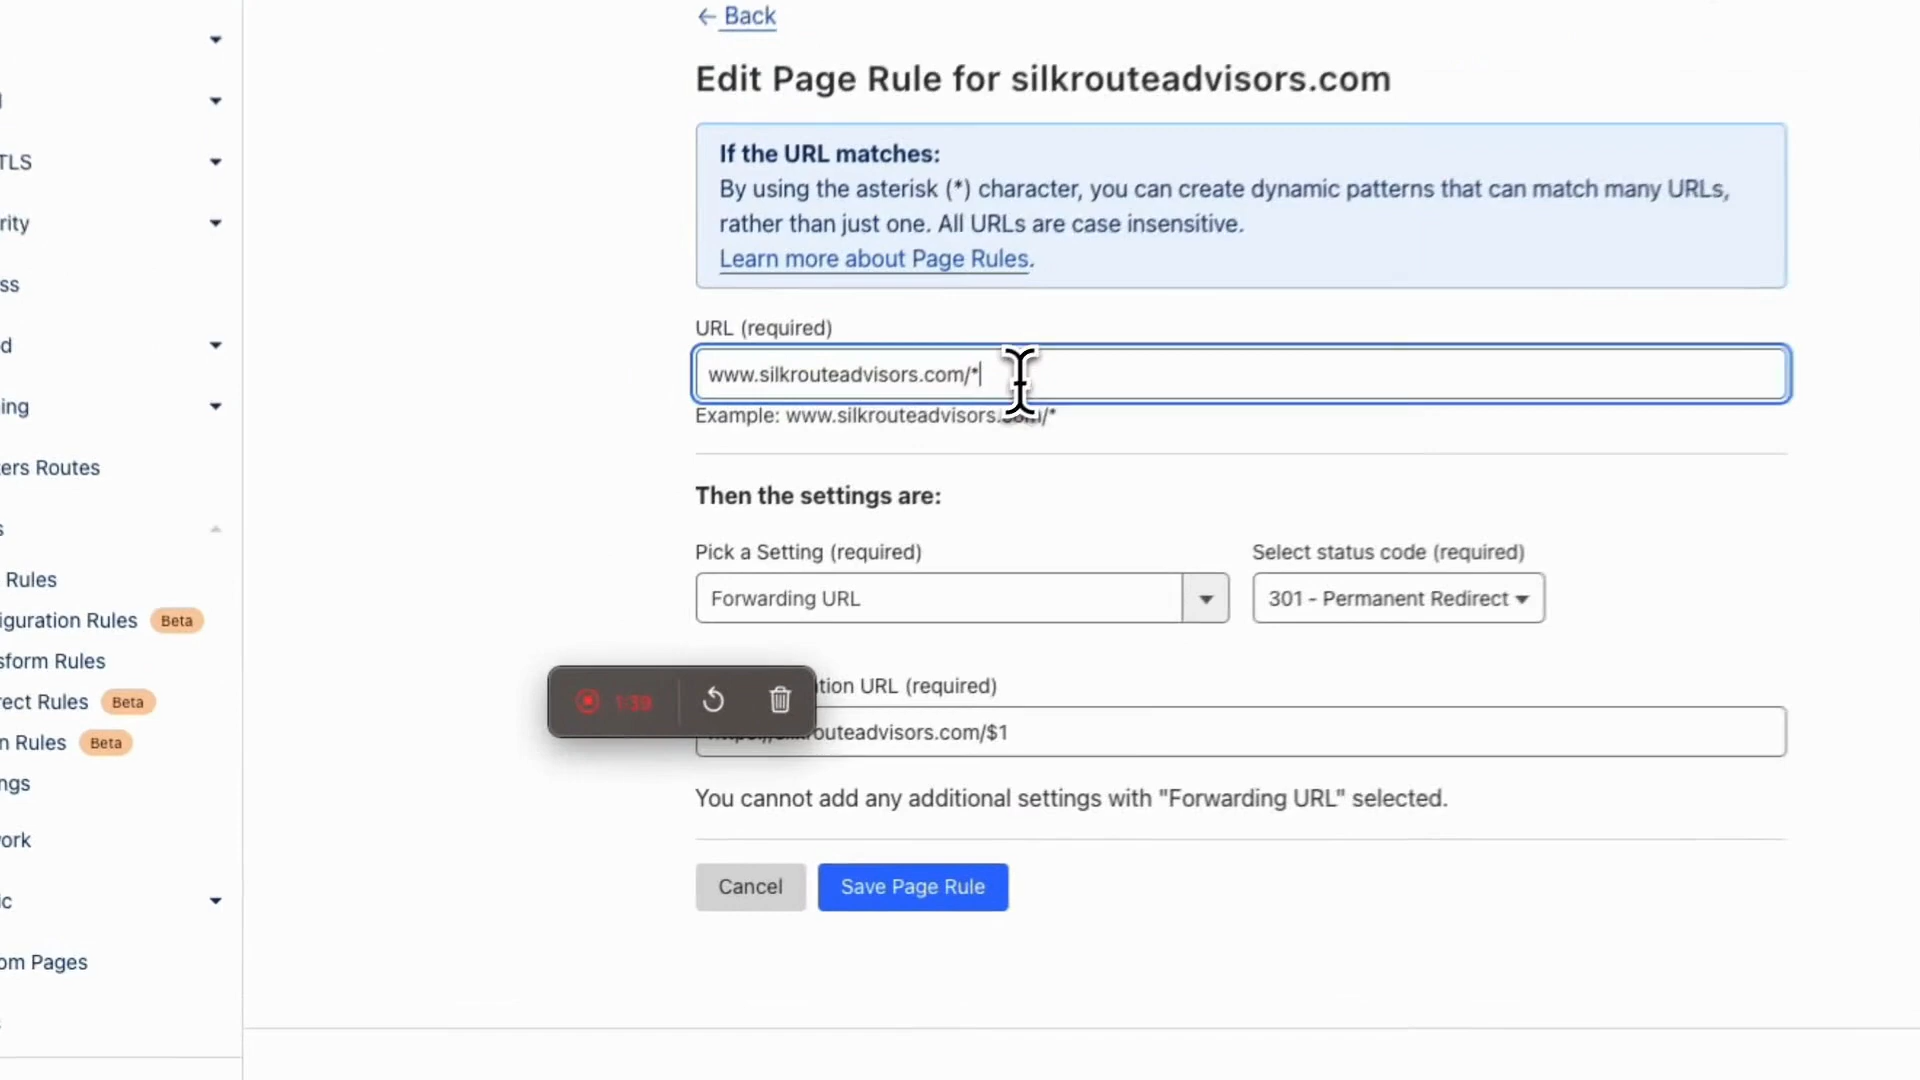 ← Back
Edit Page Rule for silkrouteadvisors.com
If the URL matches:
By using the asterisk (*) character, you can create dynamic patterns that can match many URLs,
rather than just one. All URLs are case insensitive.
Learn more about Page Rules.
URL (required)
www.silkrouteadvisors.com/*
Example: www.silkrouteadvisors.com/*
Then the settings are:
Pick a Setting (required)
Select status code (required)
Forwarding URL
301 - Permanent Redirect
1:39
tion URL (required)
outeadvisors.com/$1
You cannot add any additional settings with "Forwarding URL" selected.
Cancel
Save Page Rule
TLS
rity
ss
d
ing
ers Routes
s
Rules
iguration Rules Beta
sform Rules
rect Rules Beta
n Rules Beta
ngs
ork
c
om Pages